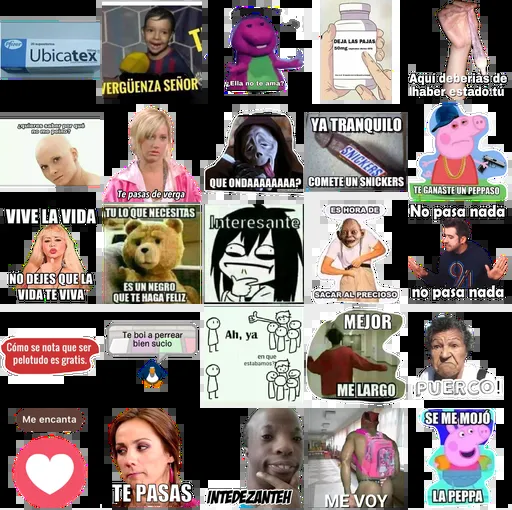 Pfizer
Ubicatex
VERGÜENZA SEÑOR
¿Ella no te ama?
DEJA LAS PAJAS
50mg
Aqui deberías de
haber estado tú
¿quieres saber por qué
no me peino?
Te pasas de verga
QUE ONDAAAAAAAA?
YA TRANQUILO
SNICKERS
COMETE UN SNICKERS
TE GANASTE UN PEPPASO
VIVE LA VIDA
NO DEJES QUE LA
VIDA TE VIVA
TU LO QUE NECESITAS
ES UN NEGRO
QUE TE HAGA FELIZ
Interesante
ES HORA DE
SACAR AL PRECIOSO
No pasa nada
no pasa nada
Cómo se nota que ser
pelotudo es gratis.
Te boi a perrear
bien sucio
Ah, ya
en que
estabamos?
MEJOR
ME LARGO
PUERCO!
Me encanta
TE PASAS
INTEDEZANTEH
ME VOY
SE ME MOJÓ
LA PEPPA